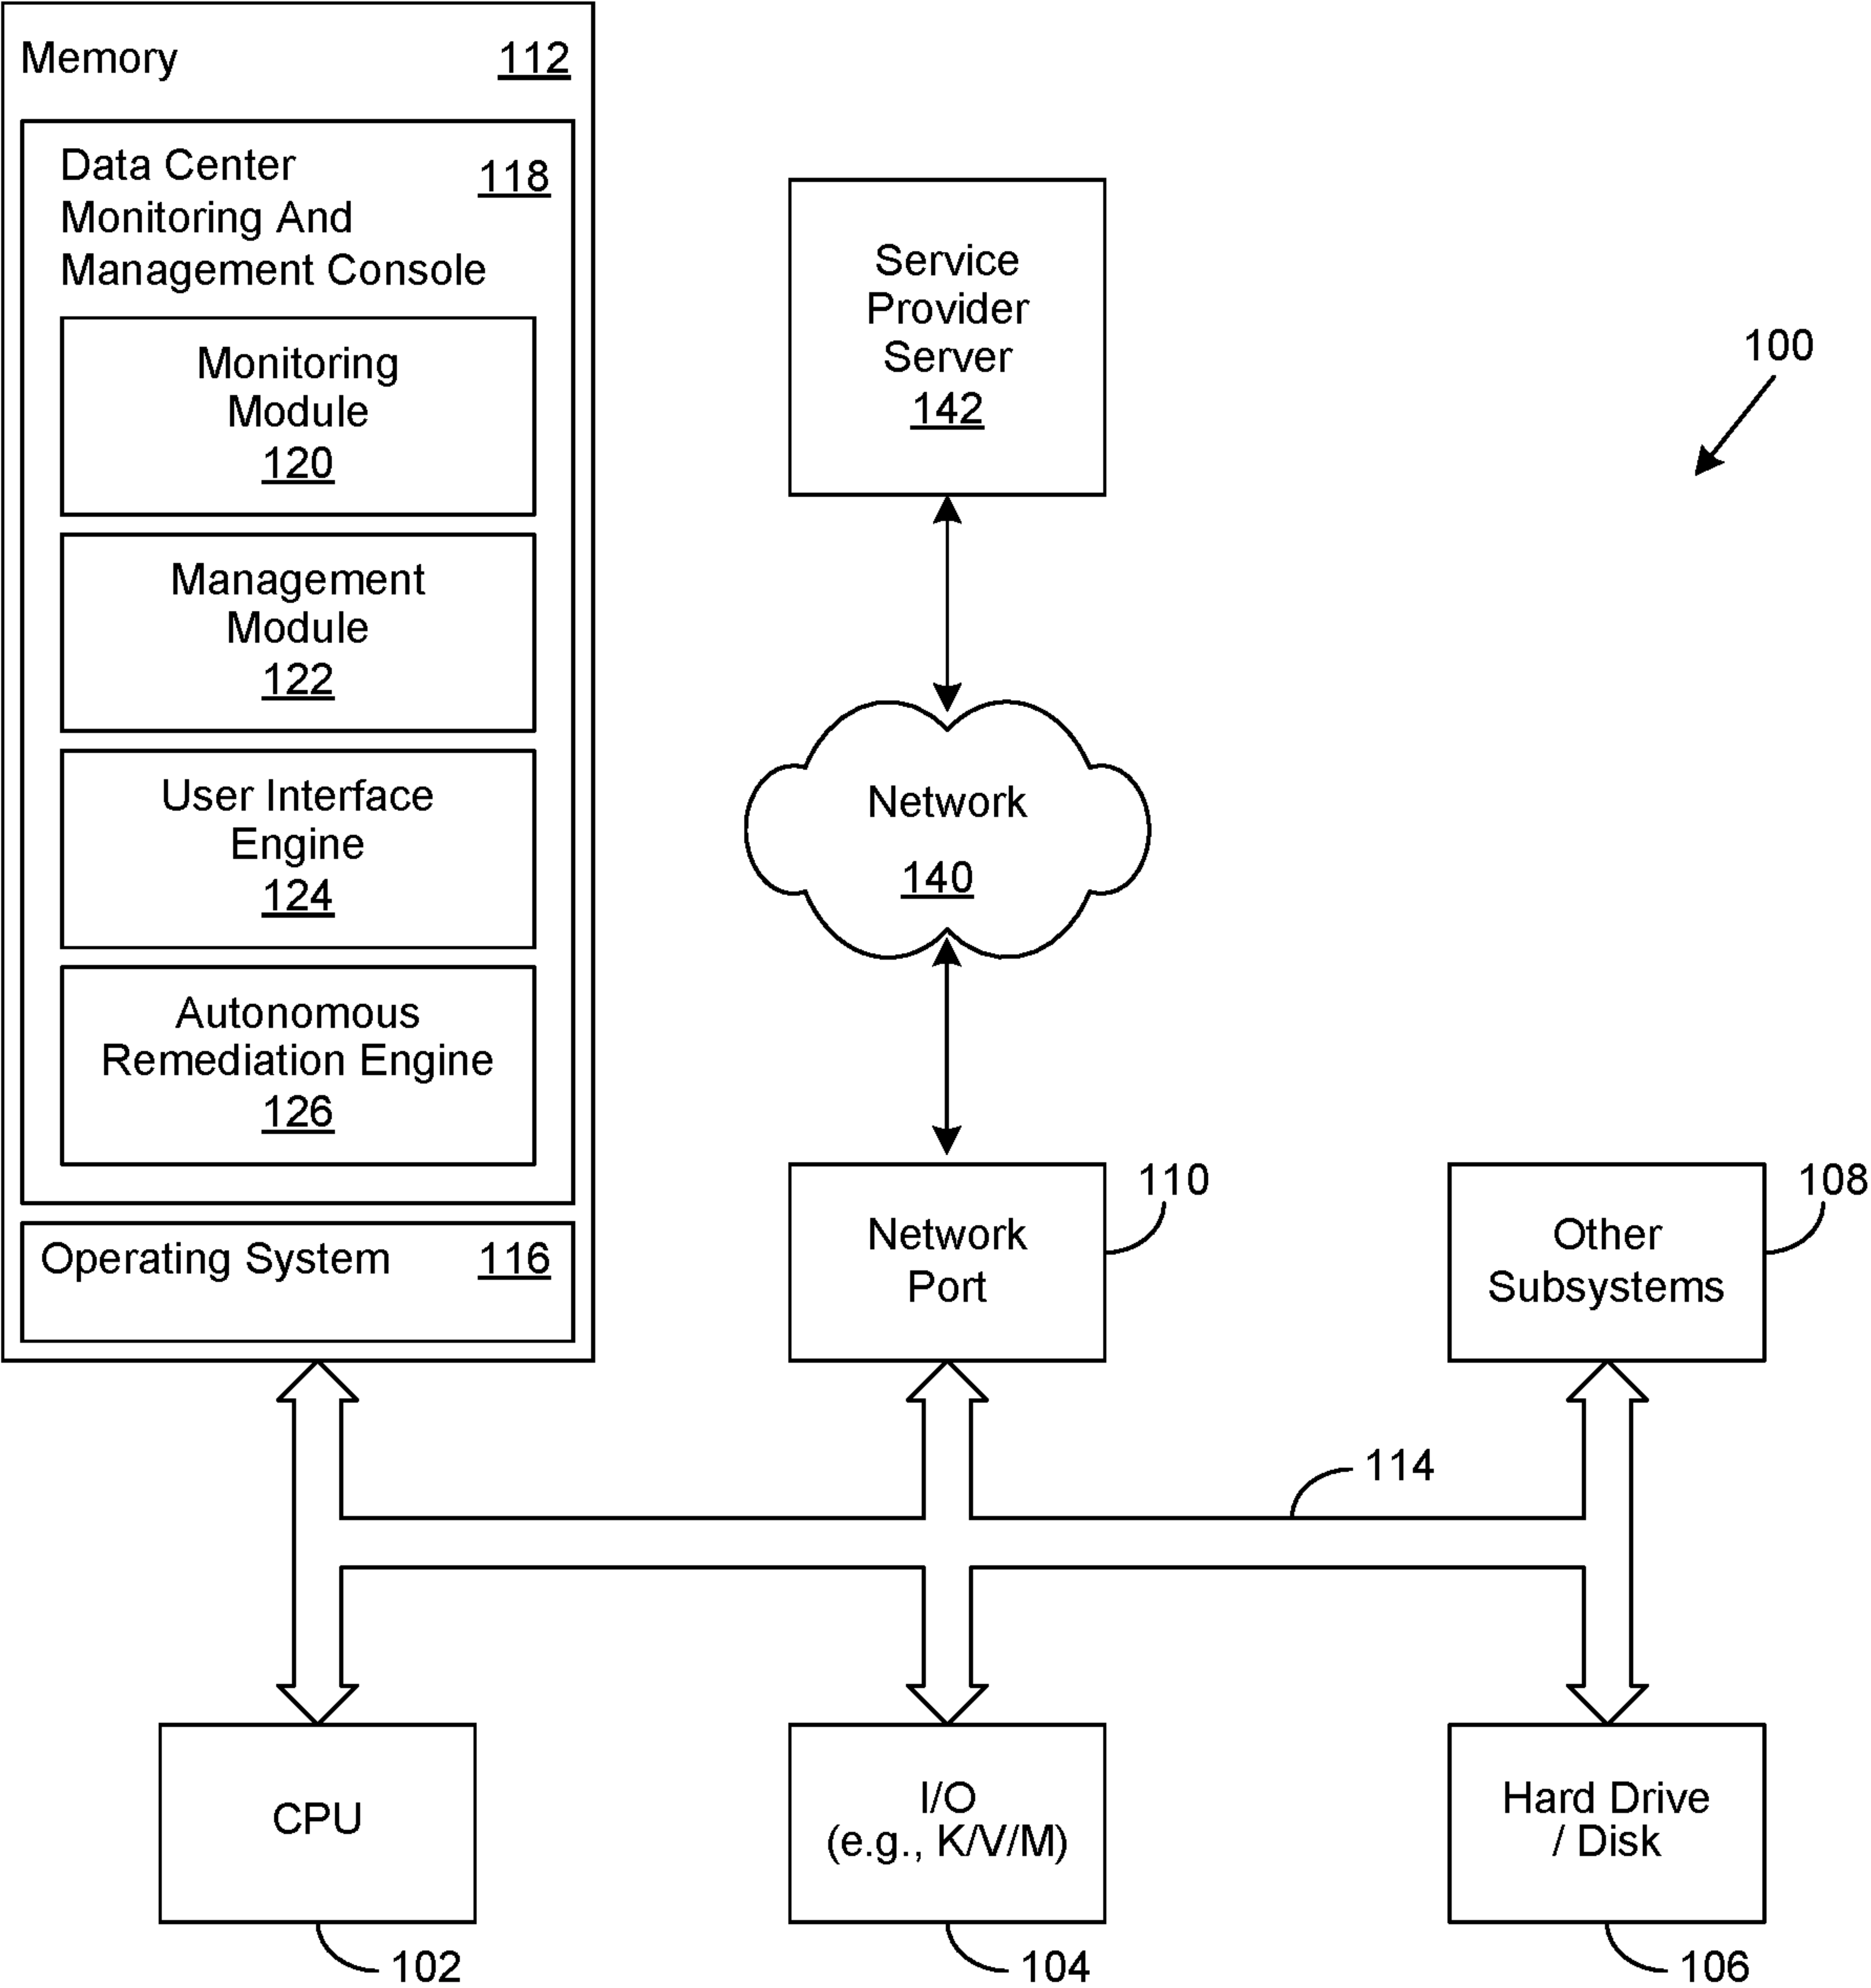 Memory 112
Data Center 118
Monitoring And
Management Console
Monitoring
Module
120
Management
Module
122
User Interface
Engine
124
Autonomous
Remediation Engine
126
Operating System 116
Service
Provider
Server
142
100
Network
140
Network
Port
110
Other
Subsystems
108
114
CPU
102
I/O
(e.g., K/V/M)
104
Hard Drive
/ Disk
106